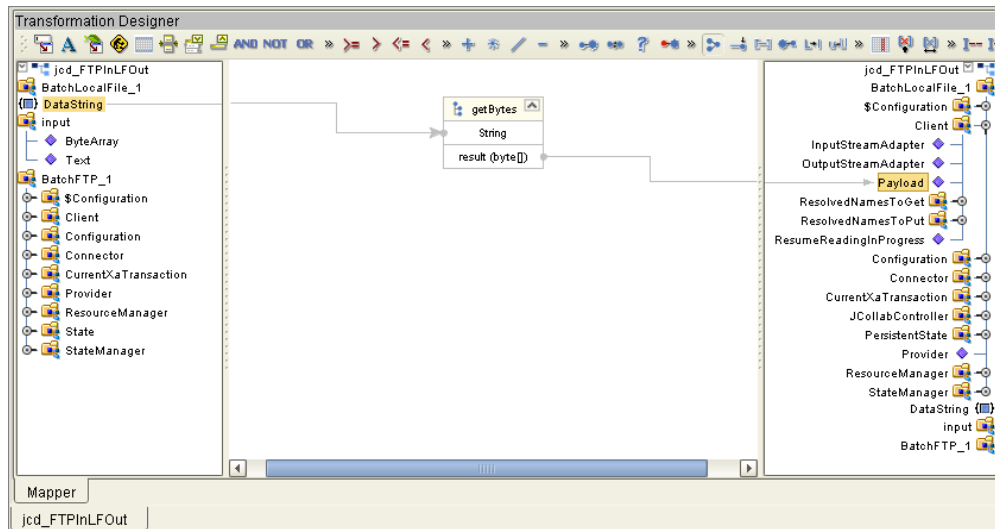 Transformation Designer
AND NOT OR » >= > <= < » + * / - » ? »
jcd_FTPInLFOut
BatchLocalFile_1
DataString
input
ByteArray
Text
BatchFTP_1
$Configuration
Client
Configuration
Connector
CurrentXaTransaction
Provider
ResourceManager
State
StateManager
getBytes
String
result (byte[])
jcd_FTPInLFOut
BatchLocalFile_1
$Configuration
Client
InputStreamAdapter
OutputStreamAdapter
Payload
ResolvedNamesToGet
ResolvedNamesToPut
ResumeReadingInProgress
Configuration
Connector
CurrentXaTransaction
JCollabController
PersistentState
Provider
ResourceManager
StateManager
DataString
input
BatchFTP_1
Mapper
jcd_FTPInLFOut